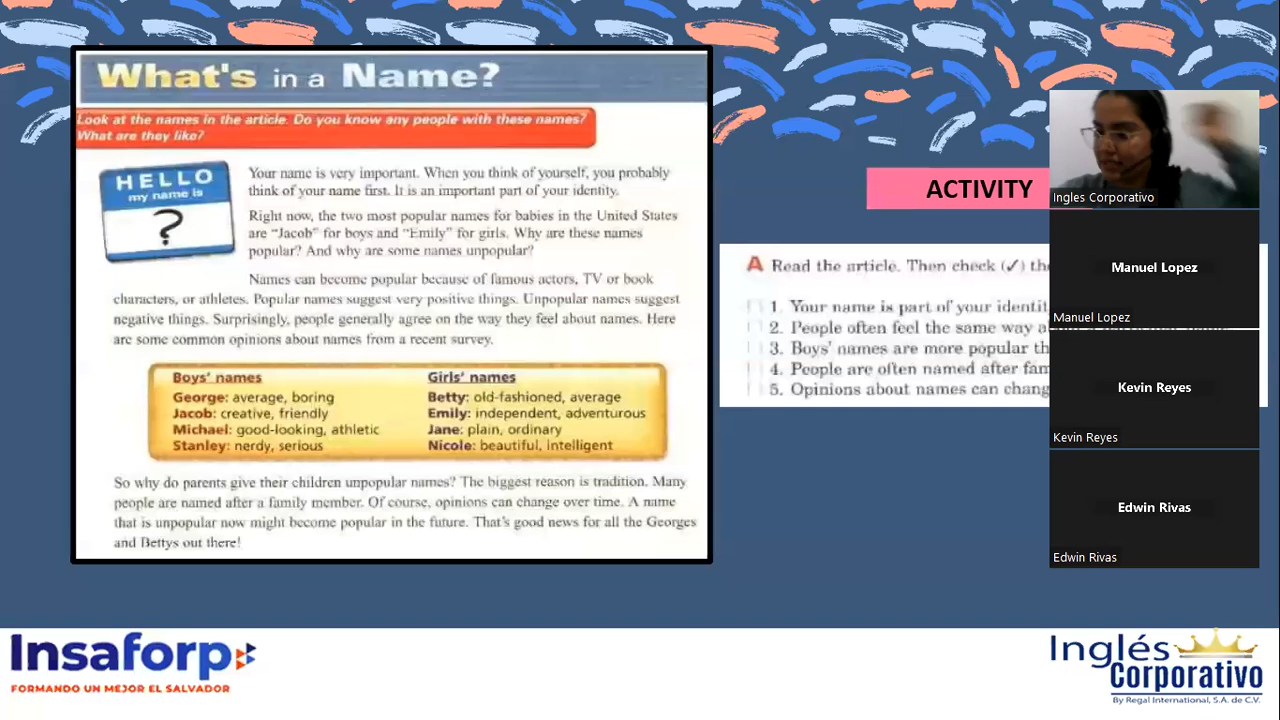 What's in a Name?
Look at the names in the article. Do you know any people with these names?
What are they like?
HELLO
my name is
?
Your name is very important. When you think of yourself, you probably
think of your name first. It is an important part of your identity.
Right now, the two most popular names for babies in the United States
are “Jacob” for boys and “Emily” for girls. Why are these names
popular? And why are some names unpopular?
Names can become popular because of famous actors, TV or book
characters, or athletes. Popular names suggest very positive things. Unpopular names suggest
negative things. Surprisingly, people generally agree on the way they feel about names. Here
are some common opinions about names from a recent survey.
Boys' names
George: average, boring
Jacob: creative, friendly
Michael: good-looking, athletic
Stanley: nerdy, serious
Girls' names
Betty: old-fashioned, average
Emily: independent, adventurous
Jane: plain, ordinary
Nicole: beautiful, intelligent
So why do parents give their children unpopular names? The biggest reason is tradition. Many
people are named after a family member. Of course, opinions can change over time. A name
that is unpopular now might become popular in the future. That's good news for all the Georges
and Bettys out there!
ACTIVITY
A Read the article. Then check (✓) the
1. Your name is part of your identit
2. People often feel the same way a
3. Boys' names are more popular th
4. People are often named after fam
5. Opinions about names can chang
Ingles Corporativo
Manuel Lopez
Manuel Lopez
Kevin Reyes
Kevin Reyes
Edwin Rivas
Edwin Rivas
Insaforp
FORMANDO UN MEJOR EL SALVADOR
Inglés
Corporativo
By Regal International, S.A. de C.V.